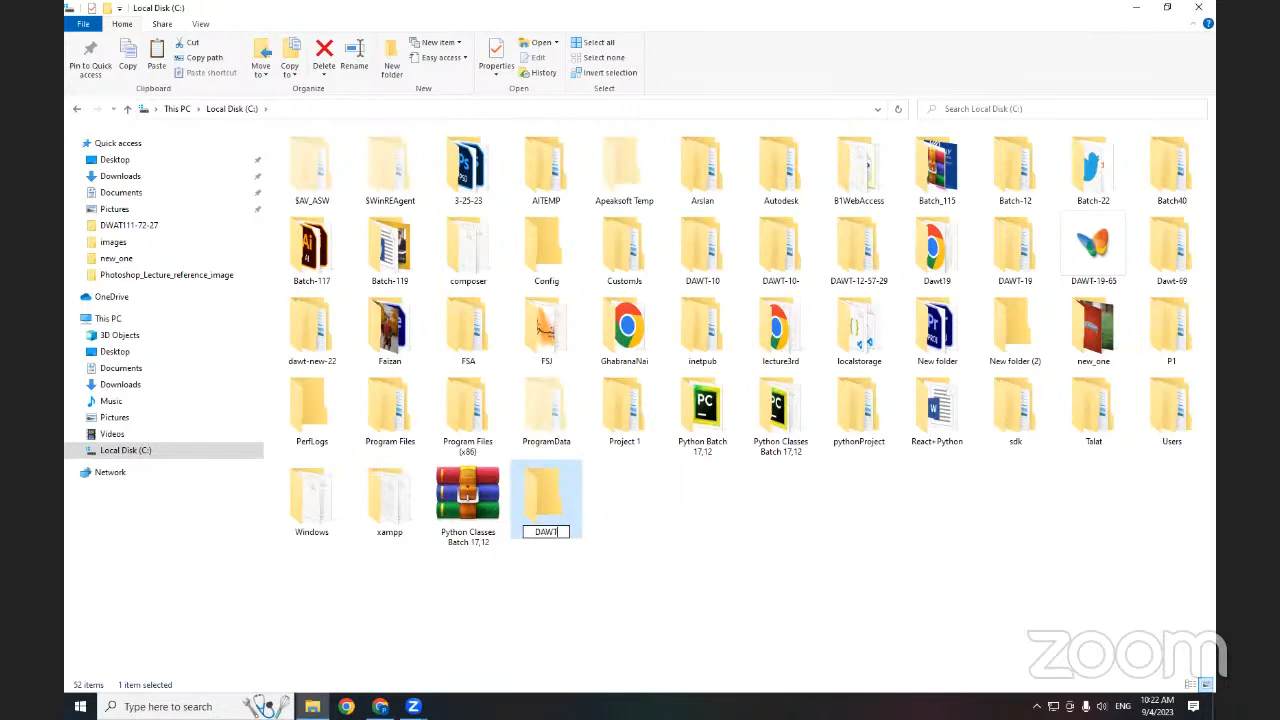 Local Disk (C:)
File
Home
Share
View
Pin to Quick access
Copy
Paste
Cut
Copy path
Paste shortcut
Clipboard
Move to
Copy to
Delete
Rename
Organize
New folder
New item
Easy access
New
Properties
Open
Edit
History
Open
Select all
Select none
Invert selection
Select
This PC
Local Disk (C:)
Search Local Disk (C:)
Quick access
Desktop
Downloads
Documents
Pictures
DWAT111-72-27
images
new_one
Photoshop_Lecture_reference_image
OneDrive
This PC
3D Objects
Desktop
Documents
Downloads
Music
Pictures
Videos
Local Disk (C:)
Network
$AV_ASW
$WinREAgent
3-25-23
AITEMP
Apeaksoft Temp
Arslan
Autodesk
B1WebAccess
Batch_115
Batch-12
Batch-22
Batch40
Batch-117
Batch-119
composer
Config
CustomJs
DAWT-10
DAWT-10-
DAWT-12-57-29
Dawt19
DAWT-19
DAWT-19-65
Dawt-69
dawt-new-22
Faizan
FSA
FSJ
GhabranaNai
inetpub
lecture3rd
localstorage
New folder
New folder (2)
new_one
P1
PerfLogs
Program Files
Program Files (x86)
ProgramData
Project 1
Python Batch 17,12
Python Classes Batch 17,12
pythonProject
React+Python
sdk
Talat
Users
Windows
xampp
Python Classes Batch 17,12
DAWT
52 items
1 item selected
zoom
Type here to search
ENG
10:22 AM
9/4/2023